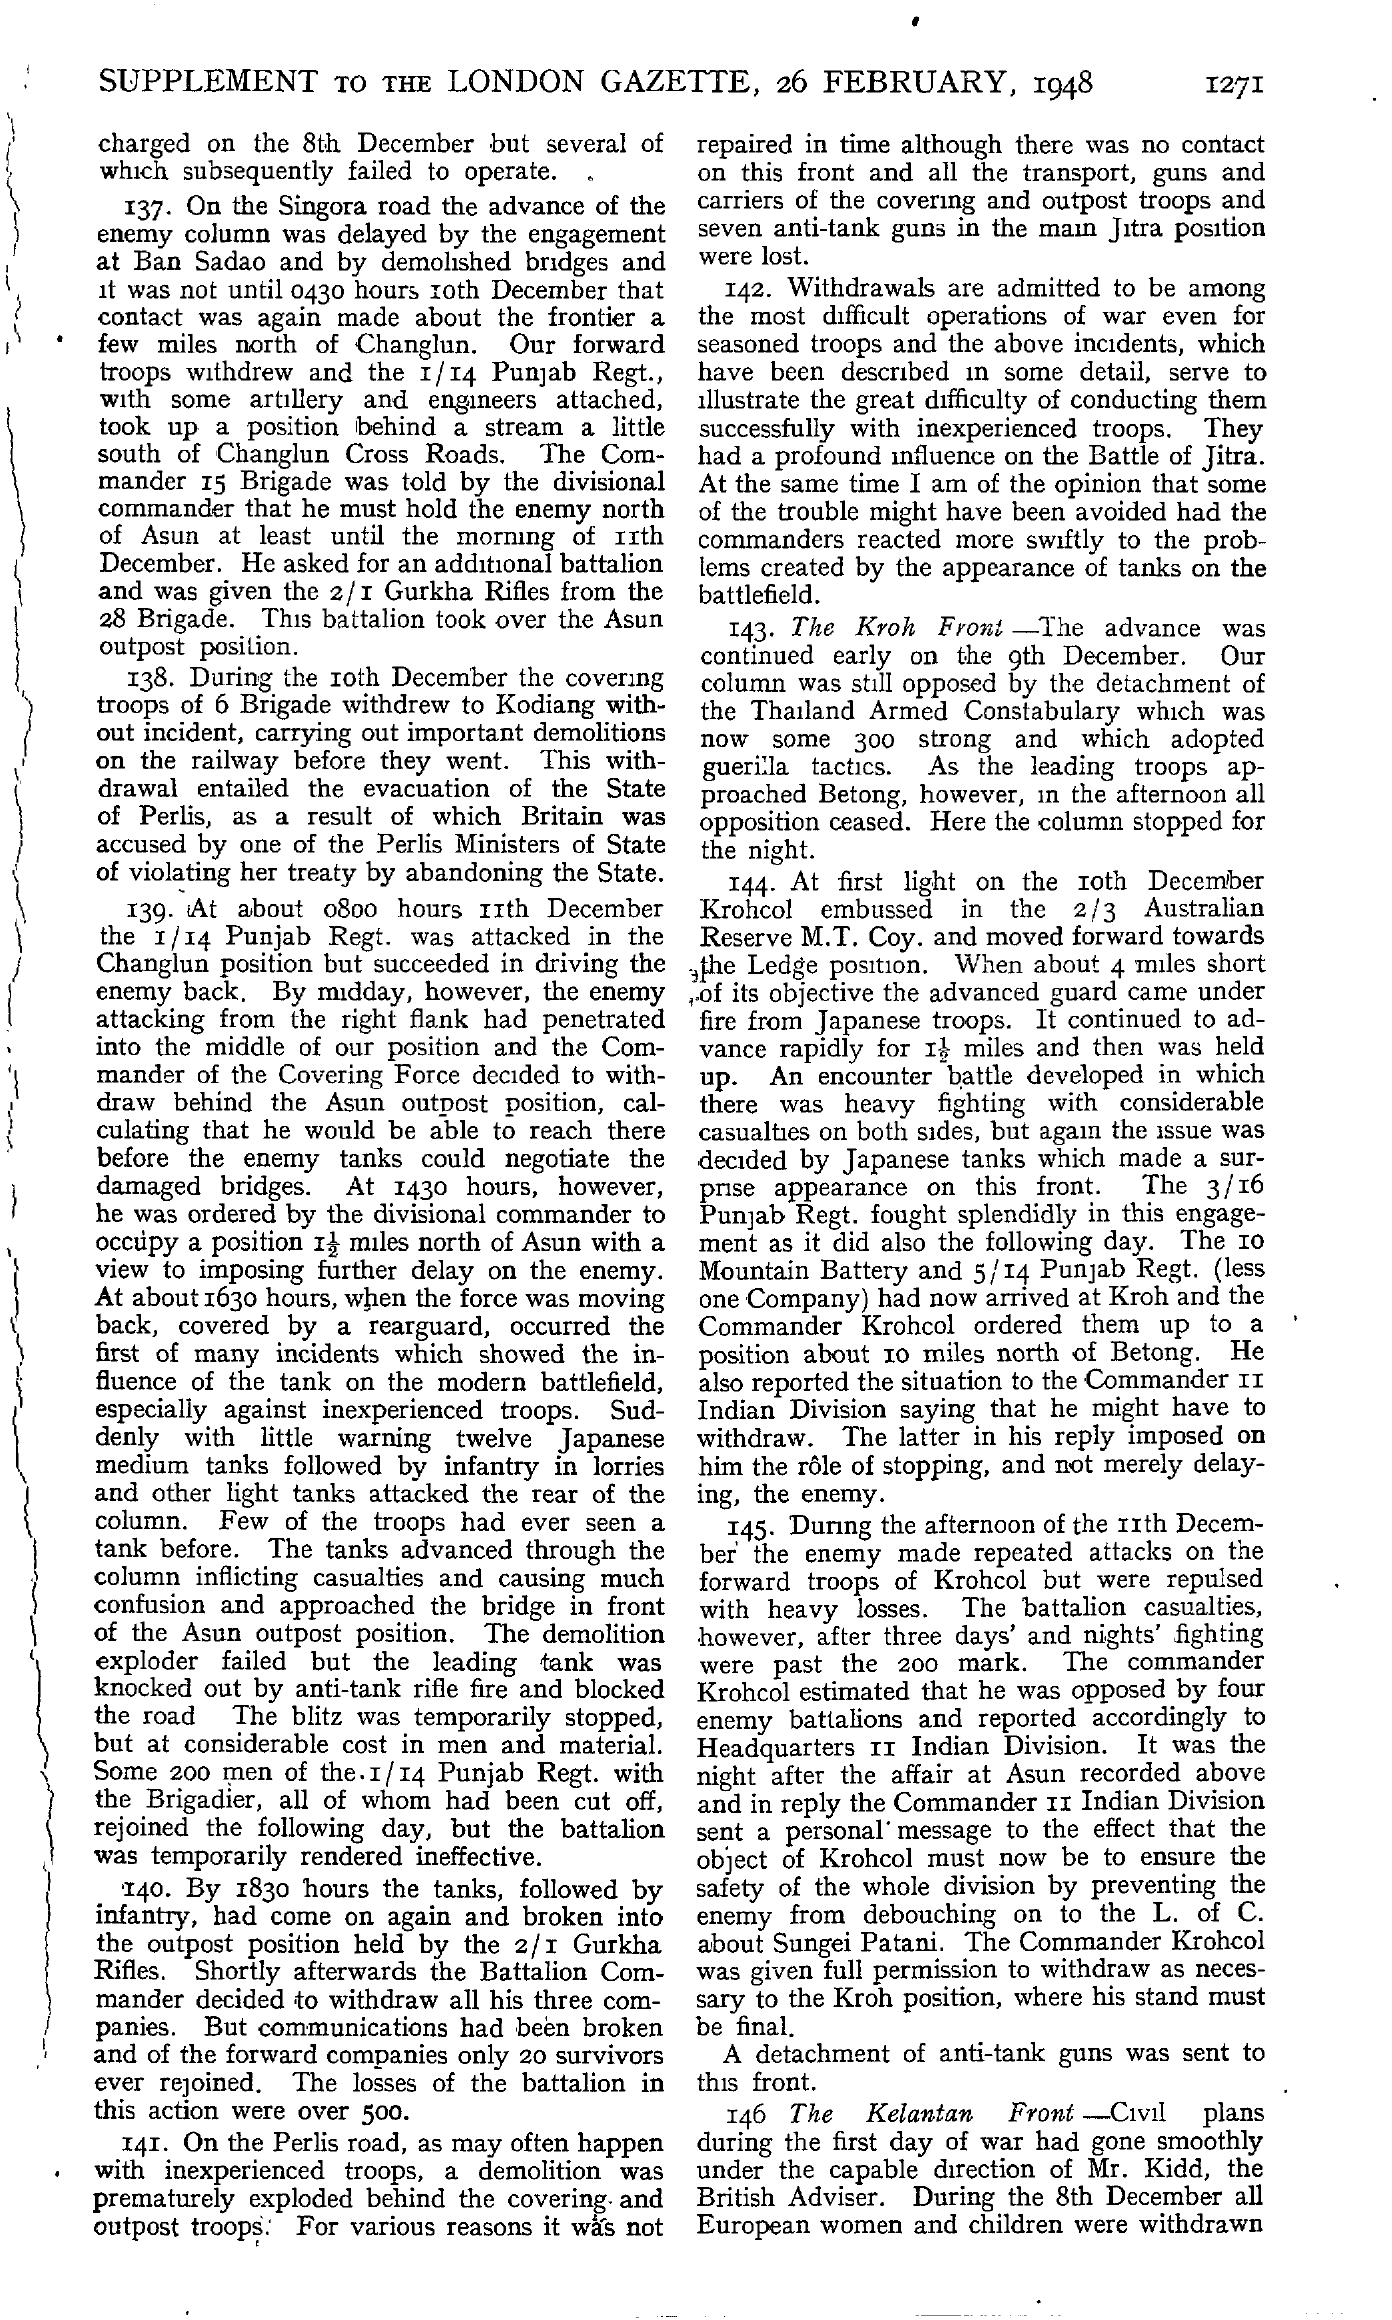 SUPPLEMENT TO THE LONDON GAZETTE, 26 FEBRUARY, 1948 1271
charged on the 8th December but several of
which subsequently failed to operate.
137. On the Singora road the advance of the
enemy column was delayed by the engagement
at Ban Sadao and by demolished bridges and
it was not until 0430 hours 10th December that
contact was again made about the frontier a
few miles north of Changlun. Our forward
troops withdrew and the 1/14 Punjab Regt.,
with some artillery and engineers attached,
took up a position behind a stream a little
south of Changlun Cross Roads. The Com-
mander 15 Brigade was told by the divisional
commander that he must hold the enemy north
of Asun at least until the morning of 11th
December. He asked for an additional battalion
and was given the 2/1 Gurkha Rifles from the
28 Brigade. This battalion took over the Asun
outpost position.
138. During the 10th December the covering
troops of 6 Brigade withdrew to Kodiang with-
out incident, carrying out important demolitions
on the railway before they went. This with-
drawal entailed the evacuation of the State
of Perlis, as a result of which Britain was
accused by one of the Perlis Ministers of State
of violating her treaty by abandoning the State.
139. At about 0800 hours 11th December
the 1/14 Punjab Regt. was attacked in the
Changlun position but succeeded in driving the
enemy back. By midday, however, the enemy
attacking from the right flank had penetrated
into the middle of our position and the Com-
mander of the Covering Force decided to with-
draw behind the Asun outpost position, cal-
culating that he would be able to reach there
before the enemy tanks could negotiate the
damaged bridges. At 1430 hours, however,
he was ordered by the divisional commander to
occupy a position 1½ miles north of Asun with a
view to imposing further delay on the enemy.
At about 1630 hours, when the force was moving
back, covered by a rearguard, occurred the
first of many incidents which showed the in-
fluence of the tank on the modern battlefield,
especially against inexperienced troops. Sud-
denly with little warning twelve Japanese
medium tanks followed by infantry in lorries
and other light tanks attacked the rear of the
column. Few of the troops had ever seen a
tank before. The tanks advanced through the
column inflicting casualties and causing much
confusion and approached the bridge in front
of the Asun outpost position. The demolition
exploder failed but the leading tank was
knocked out by anti-tank rifle fire and blocked
the road The blitz was temporarily stopped,
but at considerable cost in men and material.
Some 200 men of the 1/14 Punjab Regt. with
the Brigadier, all of whom had been cut off,
rejoined the following day, but the battalion
was temporarily rendered ineffective.
140. By 1830 hours the tanks, followed by
infantry, had come on again and broken into
the outpost position held by the 2/1 Gurkha
Rifles. Shortly afterwards the Battalion Com-
mander decided to withdraw all his three com-
panies. But communications had been broken
and of the forward companies only 20 survivors
ever rejoined. The losses of the battalion in
this action were over 500.
141. On the Perlis road, as may often happen
with inexperienced troops, a demolition was
prematurely exploded behind the covering and
outpost troops. For various reasons it was not
repaired in time although there was no contact
on this front and all the transport, guns and
carriers of the covering and outpost troops and
seven anti-tank guns in the main Jitra position
were lost.
142. Withdrawals are admitted to be among
the most difficult operations of war even for
seasoned troops and the above incidents, which
have been described in some detail, serve to
illustrate the great difficulty of conducting them
successfully with inexperienced troops. They
had a profound influence on the Battle of Jitra.
At the same time I am of the opinion that some
of the trouble might have been avoided had the
commanders reacted more swiftly to the prob-
lems created by the appearance of tanks on the
battlefield.
143. The Kroh Front —The advance was
continued early on the 9th December. Our
column was still opposed by the detachment of
the Thailand Armed Constabulary which was
now some 300 strong and which adopted
guerilla tactics. As the leading troops ap-
proached Betong, however, in the afternoon all
opposition ceased. Here the column stopped for
the night.
144. At first light on the 10th December
Krohcol embussed in the 2/3 Australian
Reserve M.T. Coy. and moved forward towards
the Ledge position. When about 4 miles short
of its objective the advanced guard came under
fire from Japanese troops. It continued to ad-
vance rapidly for 1½ miles and then was held
up. An encounter battle developed in which
there was heavy fighting with considerable
casualties on both sides, but again the issue was
decided by Japanese tanks which made a sur-
prise appearance on this front. The 3/16
Punjab Regt. fought splendidly in this engage-
ment as it did also the following day. The 10
Mountain Battery and 5/14 Punjab Regt. (less
one Company) had now arrived at Kroh and the
Commander Krohcol ordered them up to a
position about 10 miles north of Betong. He
also reported the situation to the Commander 11
Indian Division saying that he might have to
withdraw. The latter in his reply imposed on
him the rôle of stopping, and not merely delay-
ing, the enemy.
145. During the afternoon of the 11th Decem-
ber the enemy made repeated attacks on the
forward troops of Krohcol but were repulsed
with heavy losses. The battalion casualties,
however, after three days' and nights' fighting
were past the 200 mark. The commander
Krohcol estimated that he was opposed by four
enemy battalions and reported accordingly to
Headquarters 11 Indian Division. It was the
night after the affair at Asun recorded above
and in reply the Commander 11 Indian Division
sent a personal message to the effect that the
object of Krohcol must now be to ensure the
safety of the whole division by preventing the
enemy from debouching on to the L. of C.
about Sungei Patani. The Commander Krohcol
was given full permission to withdraw as neces-
sary to the Kroh position, where his stand must
be final.
A detachment of anti-tank guns was sent to
this front.
146 The Kelantan Front —Civil plans
during the first day of war had gone smoothly
under the capable direction of Mr. Kidd, the
British Adviser. During the 8th December all
European women and children were withdrawn